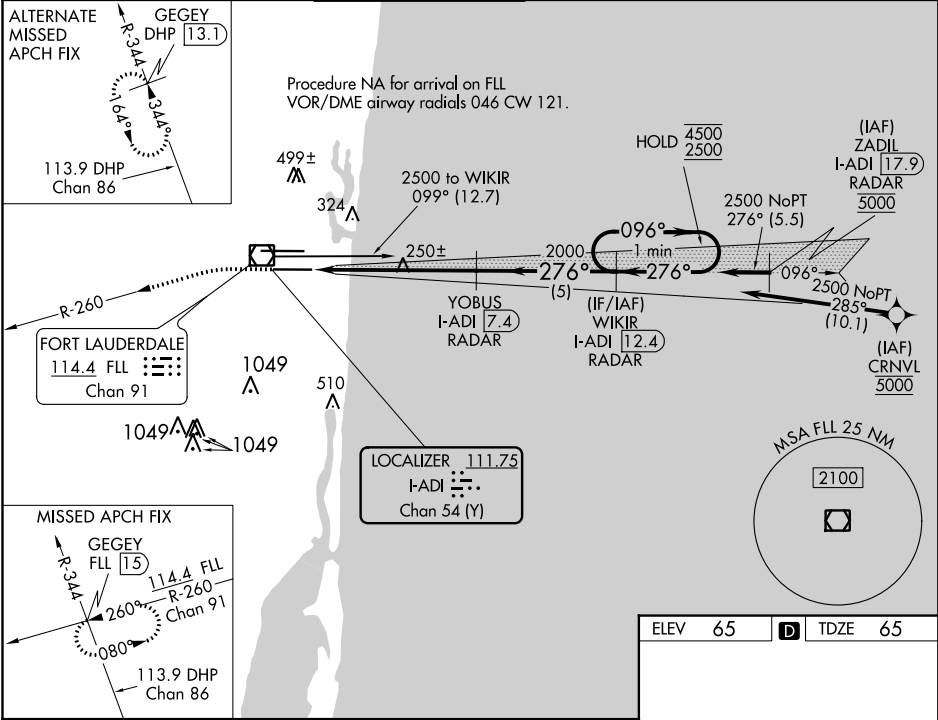 ALTERNATE
MISSED
APCH FIX
R-344
GEGEY
DHP 13.1
164°
344°
113.9 DHP
Chan 86
Procedure NA for arrival on FLL
VOR/DME airway radials 046 CW 121.
499±
324
2500 to WIKIR
099° (12.7)
250±
HOLD 4500
2500
(IAF)
ZADIL
I-ADI 17.9
RADAR
5000
2500 NoPT
276° (5.5)
096°
1 min
2000
276°
276°
(5)
096°
2500 NoPT
285°
(10.1)
(IAF)
CRNVL
5000
YOBUS
I-ADI 7.4
RADAR
(IF/IAF)
WIKIR
I-ADI 12.4
RADAR
R-260
FORT LAUDERDALE
114.4 FLL
Chan 91
1049
510
1049
1049
LOCALIZER 111.75
I-ADI
Chan 54 (Y)
MSA FLL 25 NM
2100
MISSED APCH FIX
R-344
GEGEY
FLL 15
114.4 FLL
R-260
Chan 91
260°
080°
113.9 DHP
Chan 86
ELEV 65 D TDZE 65